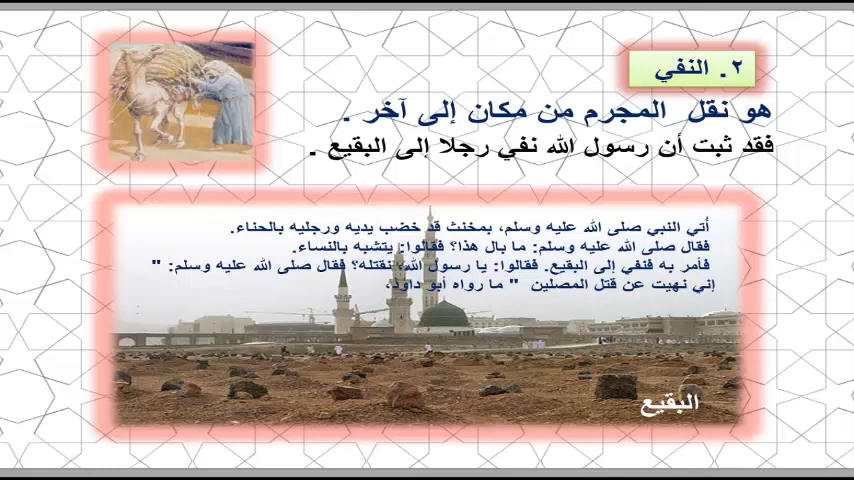 ٢. النفي
هو نقل المجرم من مكان إلى آخر .
فقد ثبت أن رسول الله نفي رجلا إلى البقيع .
أتي النبي صلى الله عليه وسلم، بمخنث قد خضب يديه ورجليه بالحناء.
فقال صلى الله عليه وسلم: ما بال هذا؟ فقالوا: يتشبه بالنساء.
فأمر به فنفي إلى البقيع. فقالوا: يا رسول الله، نقتله؟ فقال صلى الله عليه وسلم: "
إني نهيت عن قتل المصلين " ما رواه أبو داود،
البقيع